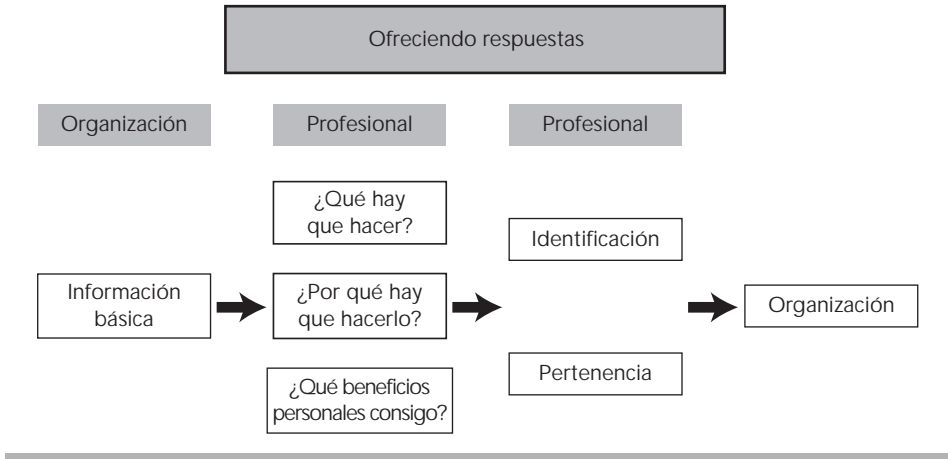 Ofreciendo respuestas
Organización
Profesional
Profesional
¿Qué hay
que hacer?
Identificación
Información
básica
¿Por qué hay
que hacerlo?
Organización
Pertenencia
¿Qué beneficios
personales consigo?